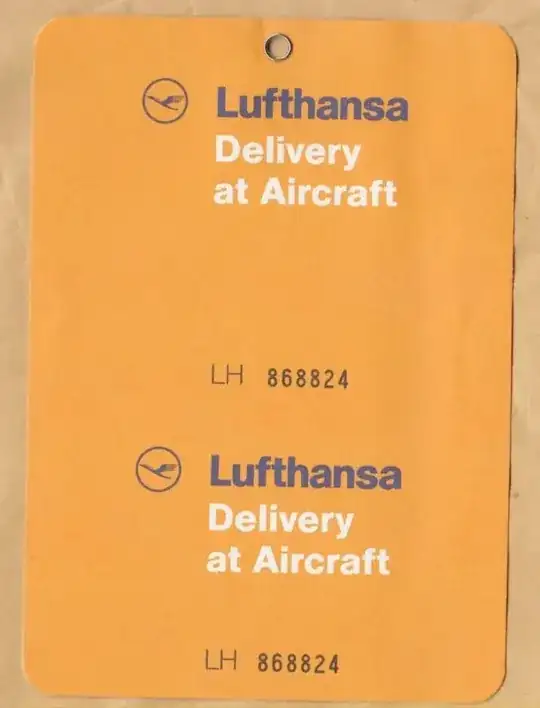 Lufthansa
Delivery
at Aircraft
LH 868824
Lufthansa
Delivery
at Aircraft
LH 868824